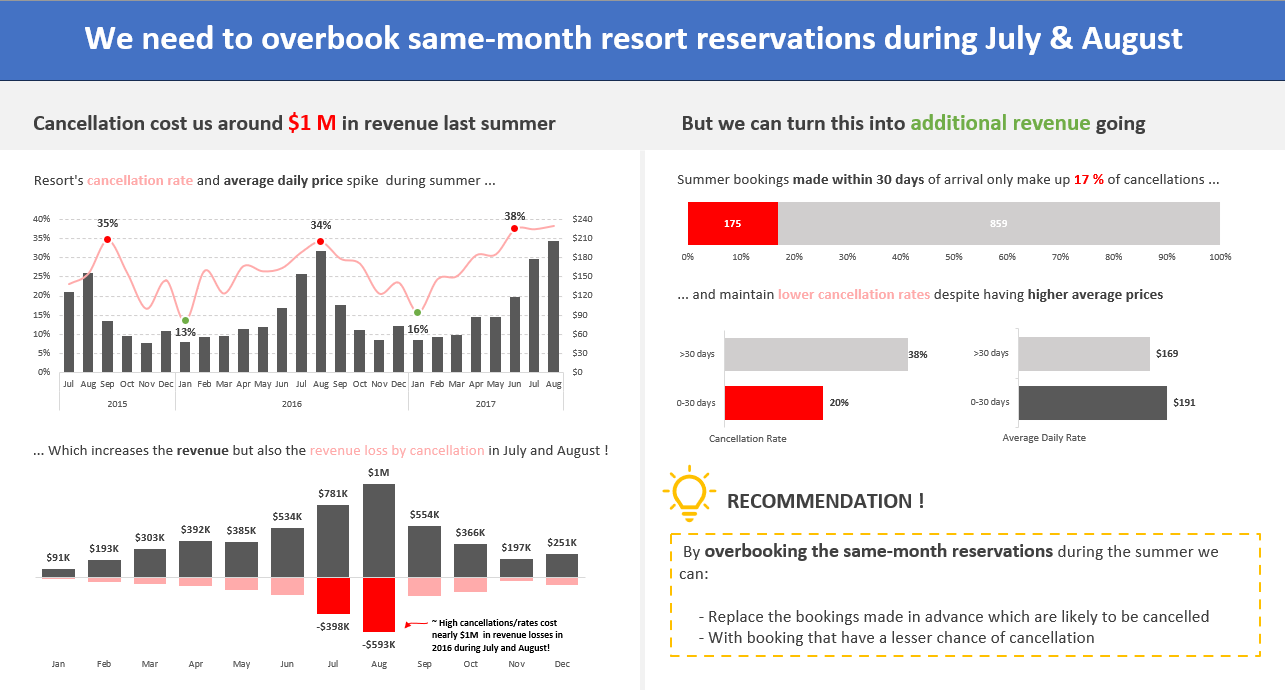 We need to overbook same-month resort reservations during July & August
Cancellation cost us around $1 M in revenue last summer
Resort's cancellation rate and average daily price spike during summer ...
40%
35%
30%
25%
20%
15%
10%
5%
0%
35%
13%
34%
16%
38%
$240
$210
$180
$150
$120
$90
$60
$30
$0
Jul Aug Sep Oct Nov Dec Jan Feb Mar Apr May Jun Jul Aug Sep Oct Nov Dec Jan Feb Mar Apr May Jun Jul Aug
2015 2016 2017
... Which increases the revenue but also the revenue loss by cancellation in July and August !
$91K $193K $303K $392K $385K $534K $781K $1M $554K $366K $197K $251K
-$398K
-$593K
~ High cancellations/rates cost
nearly $1M in revenue losses in
2016 during July and August!
Jan Feb Mar Apr May Jun Jul Aug Sep Oct Nov Dec
But we can turn this into additional revenue going
Summer bookings made within 30 days of arrival only make up 17 % of cancellations ...
175 859
0% 10% 20% 30% 40% 50% 60% 70% 80% 90% 100%
... and maintain lower cancellation rates despite having higher average prices
>30 days 38%
0-30 days 20%
Cancellation Rate
>30 days $169
0-30 days $191
Average Daily Rate
RECOMMENDATION !
By overbooking the same-month reservations during the summer we
can:
- Replace the bookings made in advance which are likely to be cancelled
- With booking that have a lesser chance of cancellation